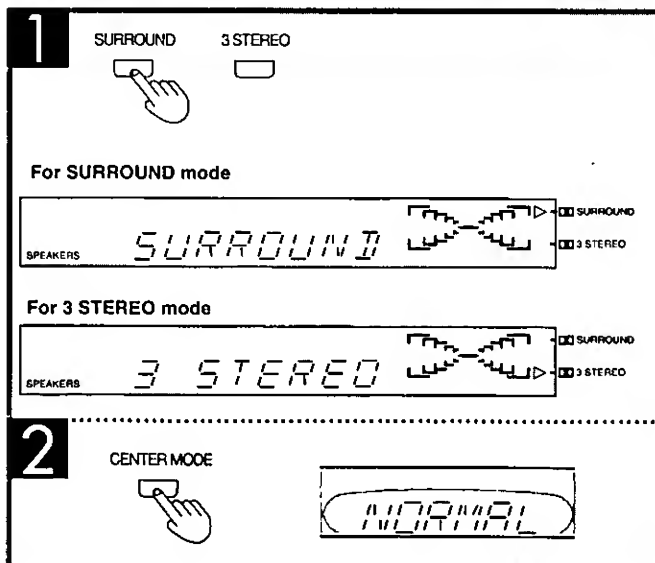 1
SURROUND 3 STEREO
For SURROUND mode
SURROUND
SPEAKERS SURROUND
3 STEREO
For 3 STEREO mode
SURROUND
SPEAKERS 3 STEREO
3 STEREO
2
CENTER MODE
NORMAL